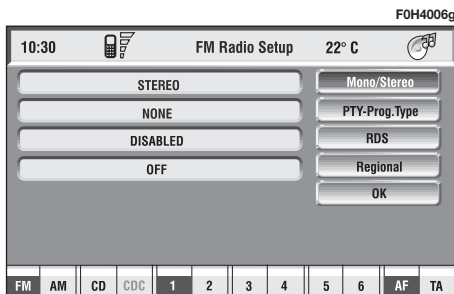 F0H4006g
10:30 FM Radio Setup 22° C
STEREO Mono/Stereo
NONE PTY-Prog.Type
DISABLED RDS
OFF Regional
OK
FM AM CD CDC 1 2 3 4 5 6 AF TA